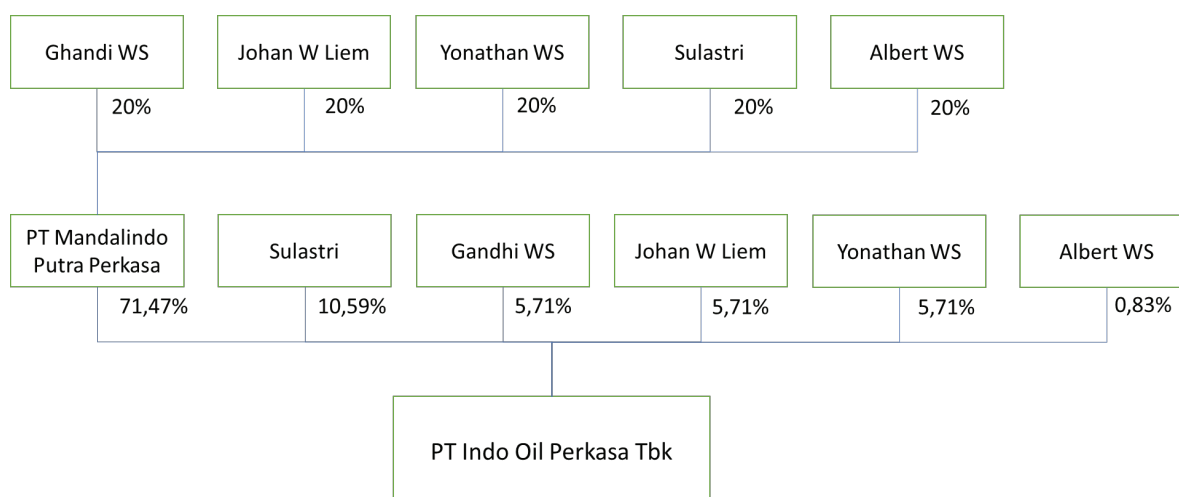 Ghandi WS
Johan W Liem
Yonathan WS
Sulastri
Albert WS
20%
20%
20%
20%
20%
PT Mandalindo
Putra Perkasa
Sulastri
Gandhi WS
Johan W Liem
Yonathan WS
Albert WS
71,47%
10,59%
5,71%
5,71%
5,71%
0,83%
PT Indo Oil Perkasa Tbk